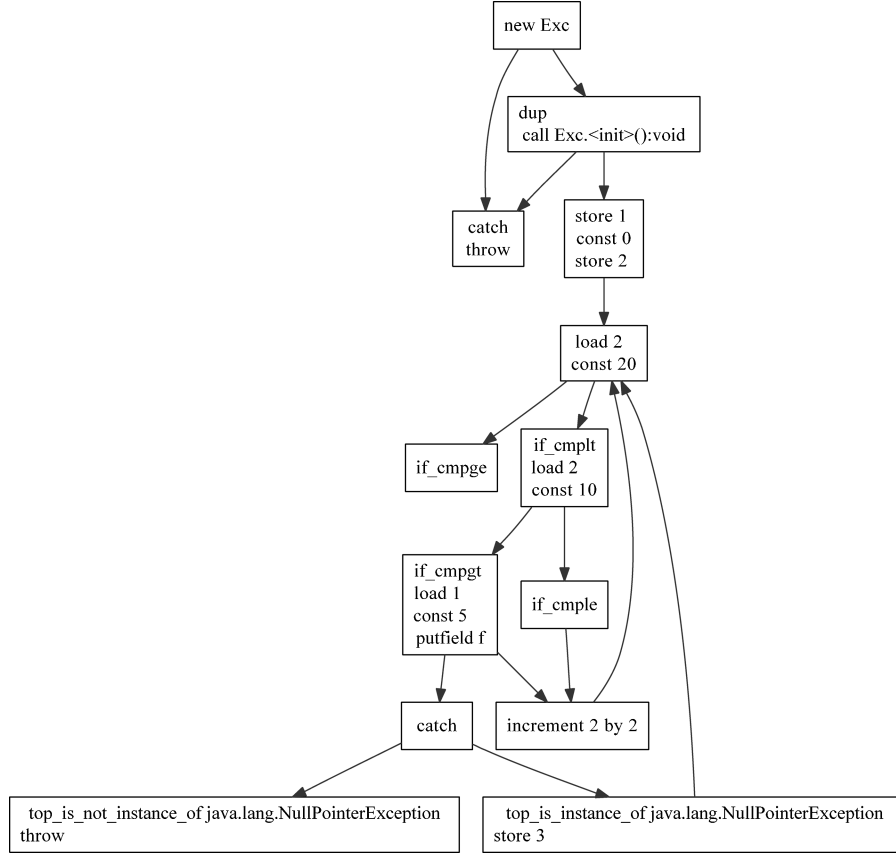 new Exc
dup
call Exc.<init>():void
catch
throw
store 1
const 0
store 2
load 2
const 20
if_cmpge
if_cmplt
load 2
const 10
if_cmpgt
load 1
const 5
putfield f
if_cmple
catch
increment 2 by 2
top_is_not_instance_of java.lang.NullPointerException
throw
top_is_instance_of java.lang.NullPointerException
store 3